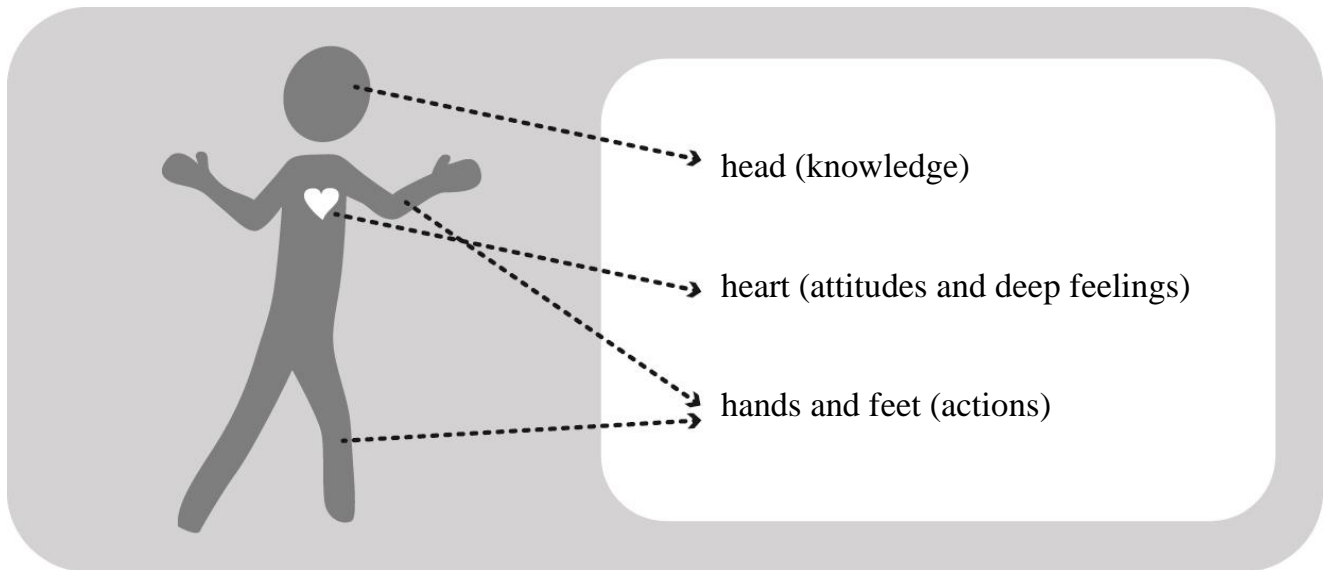 head (knowledge)
heart (attitudes and deep feelings)
hands and feet (actions)